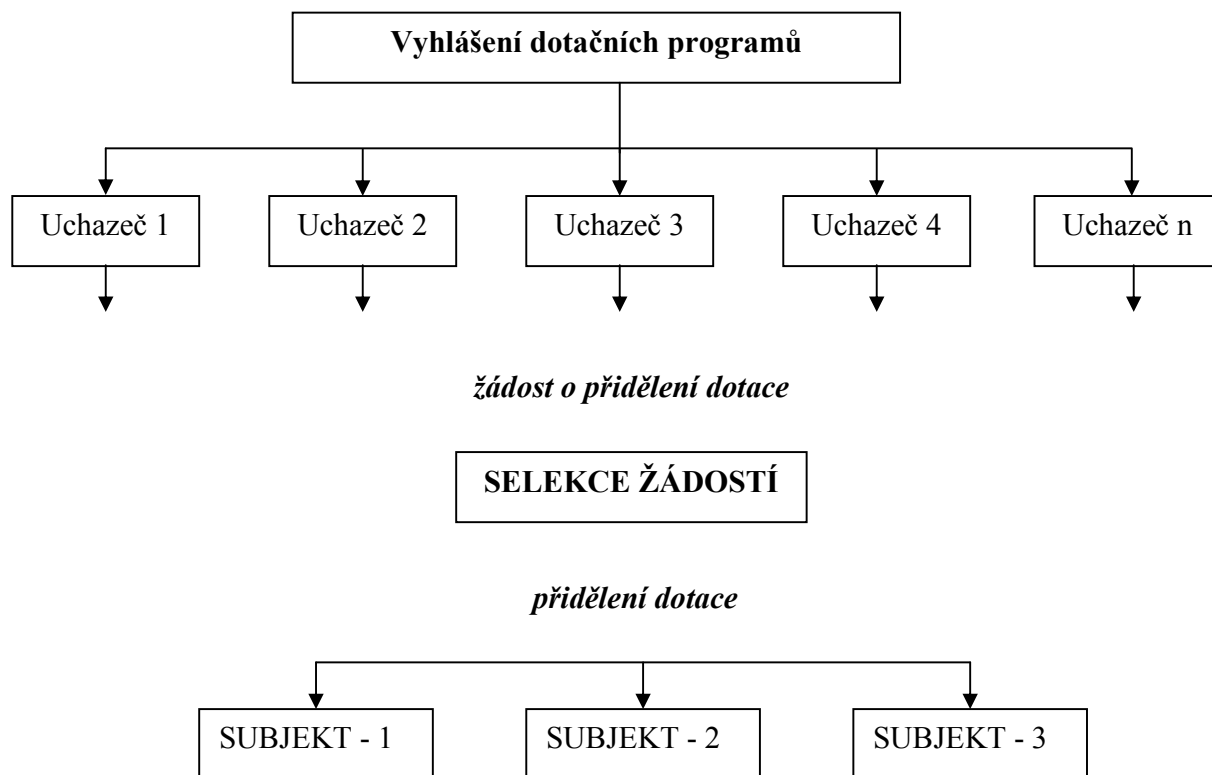 Vyhlášení dotačních programů
Uchazeč 1
Uchazeč 2
Uchazeč 3
Uchazeč 4
Uchazeč n
žádost o přidělení dotace
SELEKCE ŽÁDOSTÍ
přidělení dotace
SUBJEKT - 1
SUBJEKT - 2
SUBJEKT - 3